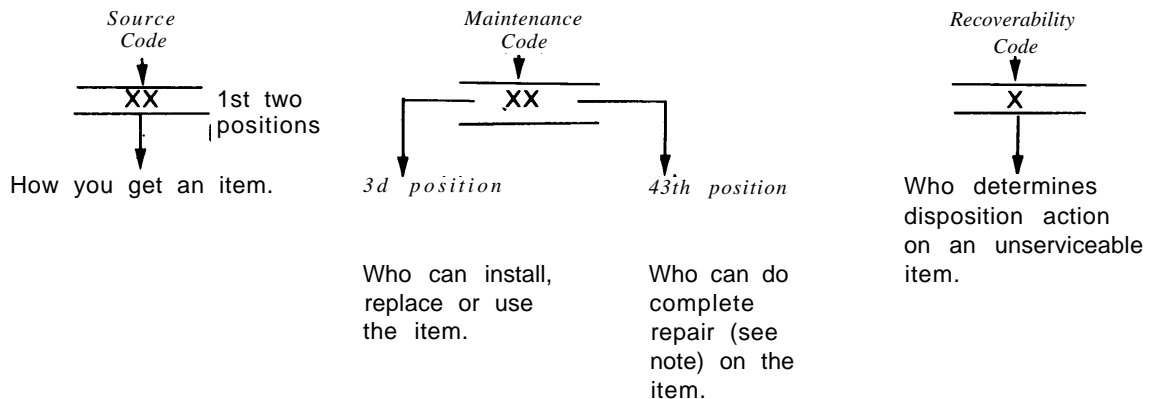 Source
Code
XX
1st two
positions
How you get an item.
Maintenance
Code
XX
3d position
Who can install,
replace or use
the item.
43th position
Who can do
complete
repair (see
note) on the
item.
Recoverability
Code
X
Who determines
disposition action
on an unserviceable
item.